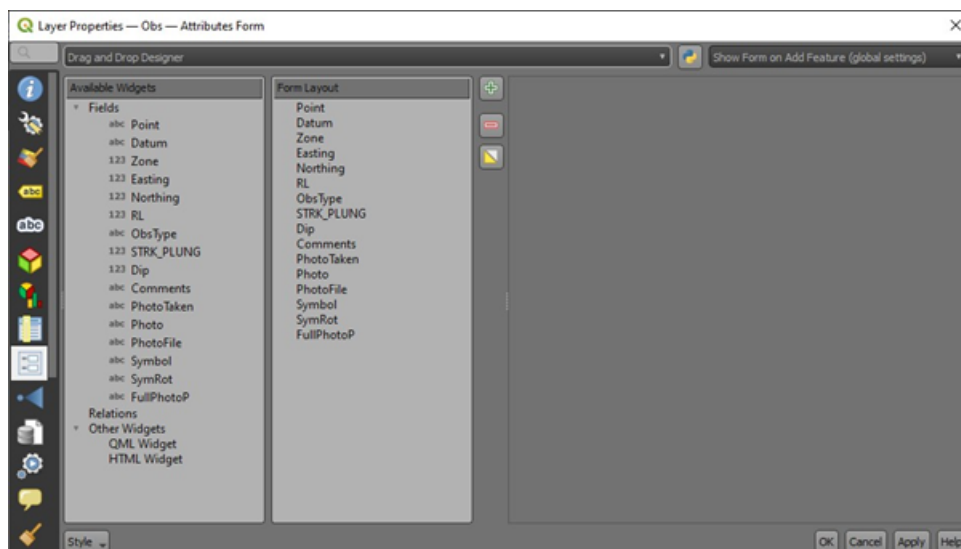 Layer Properties — Obs — Attributes Form
Drag and Drop Designer
Show Form on Add Feature (global settings)
Available Widgets
Fields
abc Point
abc Datum
123 Zone
123 Easting
123 Northing
123 RL
abc ObsType
123 STRK_PLUNG
123 Dip
abc Comments
abc PhotoTaken
abc Photo
abc PhotoFile
abc Symbol
abc SymRot
abc FullPhotoP
Relations
Other Widgets
QML Widget
HTML Widget
Form Layout
Point
Datum
Zone
Easting
Northing
RL
ObsType
STRK_PLUNG
Dip
Comments
PhotoTaken
Photo
PhotoFile
Symbol
SymRot
FullPhotoP
abc
abc
Style
OK
Cancel
Apply
Help